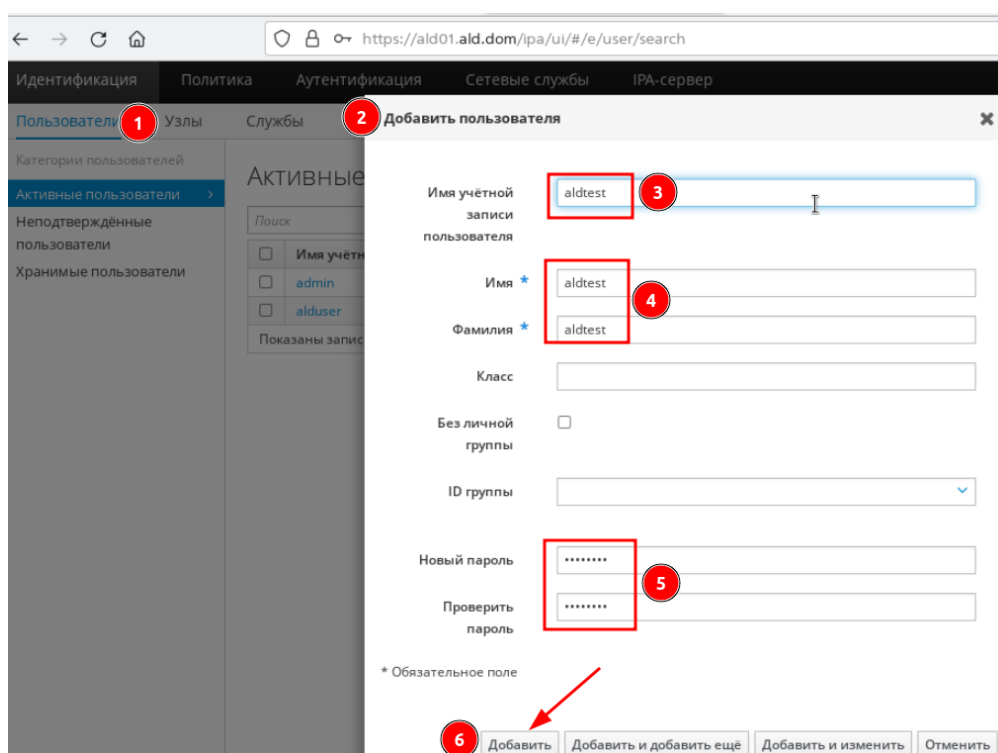 https://ald01.ald.dom/ipa/ui/#/e/user/search
Идентификация Политика Аутентификация Сетевые службы IPA-сервер
Пользователи 1 Узлы Службы 2 Добавить пользователя
Категории пользователей
Активные пользователи
Неподтверждённые
пользователи
Хранимые пользователи
Активные
Поиск
Имя учётн
admin
alduser
Показаны запис
Имя учётной
записи
пользователя
aldtest 3
Имя * aldtest
4
Фамилия * aldtest
Класс
Без личной
группы
ID группы
Новый пароль ••••••••
5
Проверить
пароль
••••••••
* Обязательное поле
6 Добавить Добавить и добавить ещё Добавить и изменить Отменить